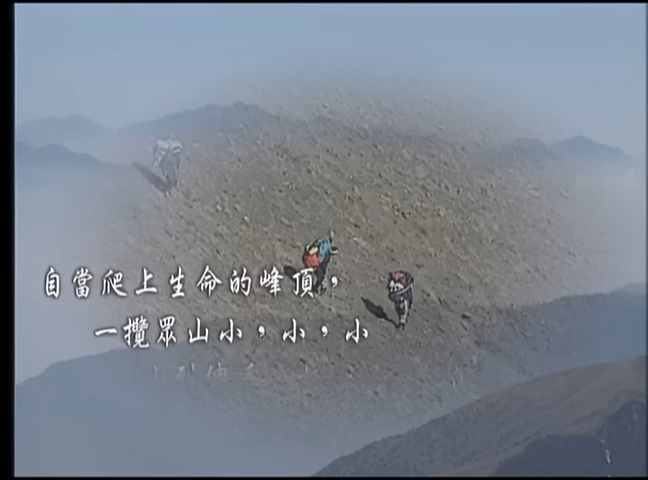 自當爬上生命的峰頂，
一攬眾山小，小，小